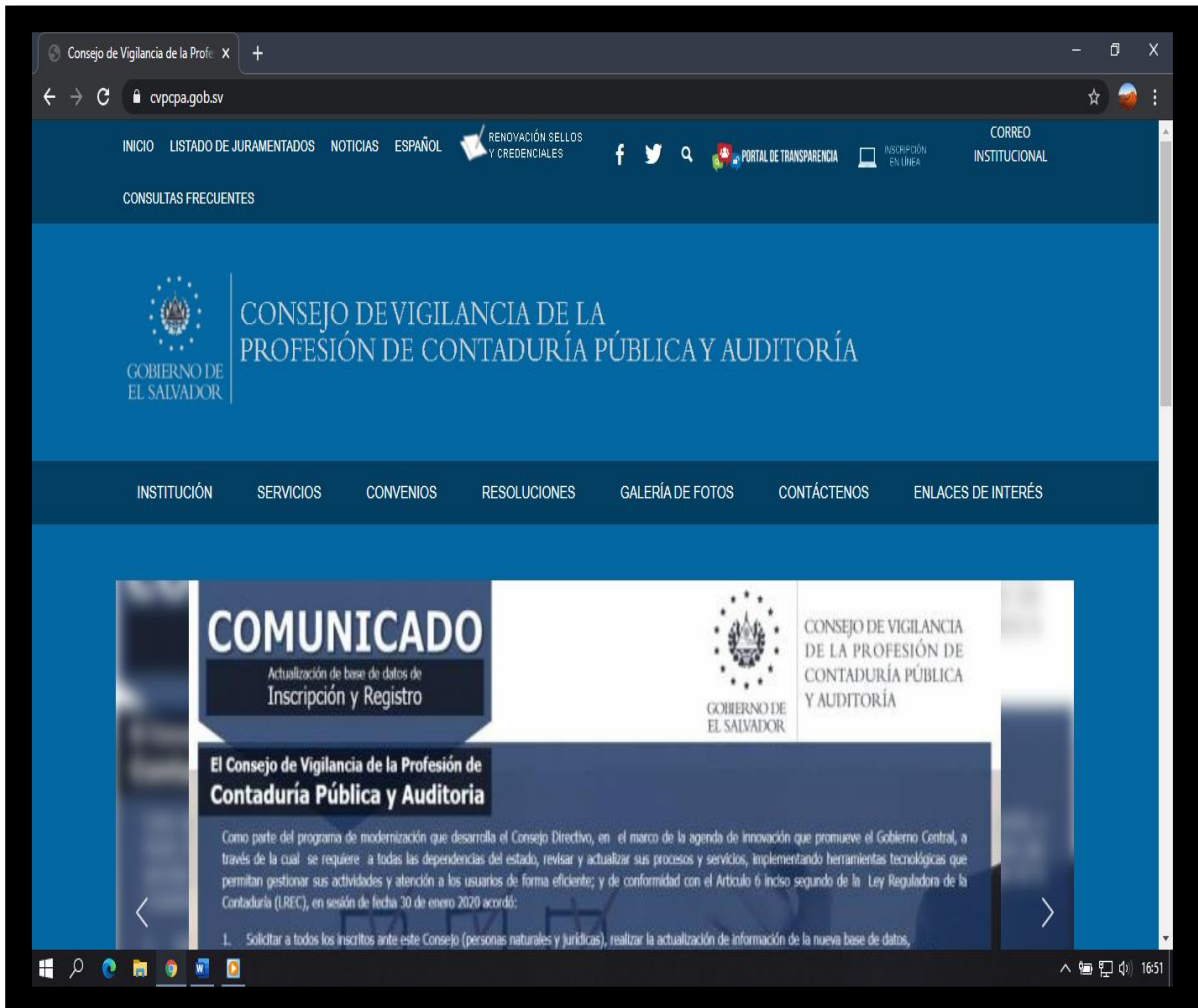 Consejo de Vigilancia de la Profe
cvpcpa.gob.sv
INICIO LISTADO DE JURAMENTADOS NOTICIAS ESPAÑOL RENOVACIÓN SELLOS
Y CREDENCIALES
PORTAL DE TRANSPARENCIA
INSCRIPCIÓN
EN LÍNEA
CORREO
INSTITUCIONAL
CONSULTAS FRECUENTES
GOBIERNO DE
EL SALVADOR
CONSEJO DE VIGILANCIA DE LA
PROFESIÓN DE CONTADURÍA PÚBLICA Y AUDITORÍA
INSTITUCIÓN SERVICIOS CONVENIOS RESOLUCIONES GALERÍA DE FOTOS CONTÁCTENOS ENLACES DE INTERÉS
COMUNICADO
Actualización de base de datos de
Inscripción y Registro
GOBIERNO DE
EL SALVADOR
CONSEJO DE VIGILANCIA
DE LA PROFESIÓN DE
CONTADURÍA PÚBLICA
Y AUDITORÍA
El Consejo de Vigilancia de la Profesión de
Contaduría Pública y Auditoria
Como parte del programa de modernización que desarrolla el Consejo Directivo, en el marco de la agenda de innovación que promueve el Gobierno Central, a
través de la cual se requiere a todas las dependencias del estado, revisar y actualizar sus procesos y servicios, implementando herramientas tecnológicas que
permitan gestionar sus actividades y atención a los usuarios de forma eficiente; y de conformidad con el Articulo 6 inciso segundo de la Ley Reguladora de la
Contaduría (LREC), en sesión de fecha 30 de enero 2020 acordó:
1. Solicitar a todos los inscritos ante este Consejo (personas naturales y jurídicas), realizar la actualización de información de la nueva base de datos,
16:51